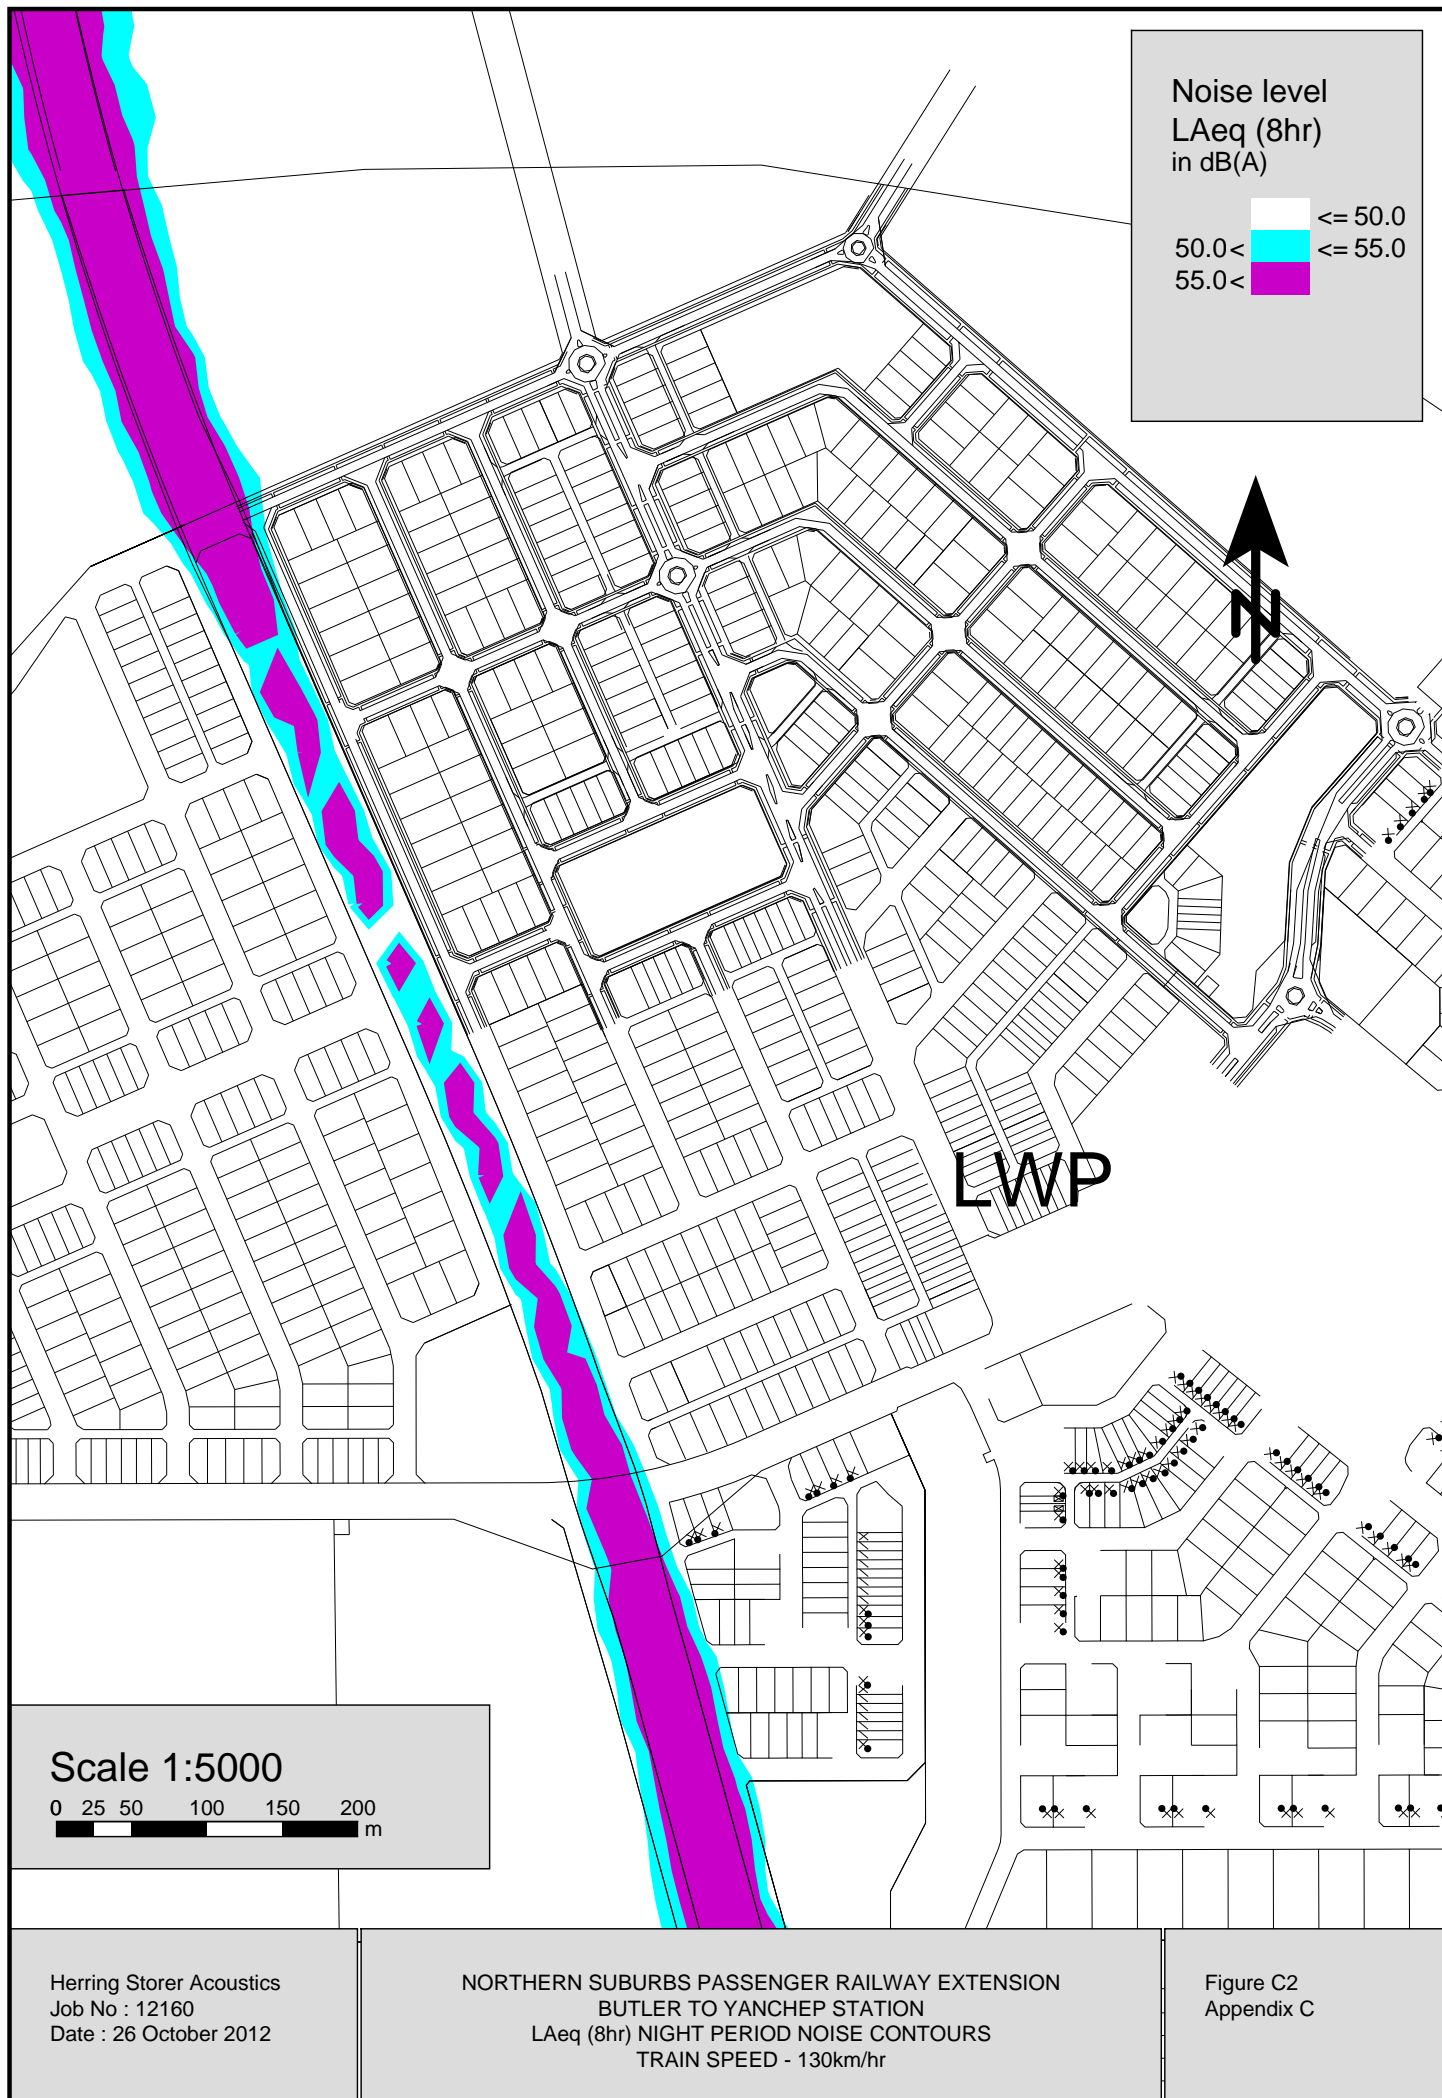 Noise level
LAeq (8hr)
in dB(A)
<= 50.0
50.0< <= 55.0
55.0<
N
LWP
Scale 1:5000
0 25 50 100 150 200
m
Herring Storer Acoustics
Job No : 12160
Date : 26 October 2012
NORTHERN SUBURBS PASSENGER RAILWAY EXTENSION
BUTLER TO YANCHEP STATION
LAeq (8hr) NIGHT PERIOD NOISE CONTOURS
TRAIN SPEED - 130km/hr
Figure C2
Appendix C